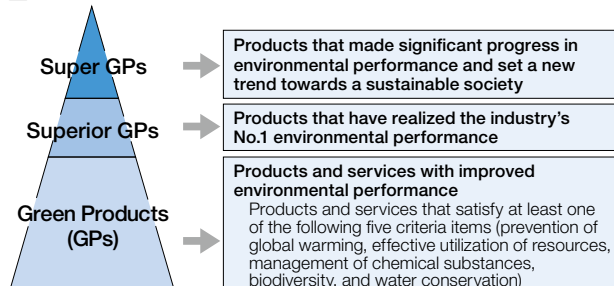 Super GPs
Products that made significant progress in
environmental performance and set a new
trend towards a sustainable society
Superior GPs
Products that have realized the industry's
No.1 environmental performance
Green Products
(GPs)
Products and services with improved
environmental performance
Products and services that satisfy at least one
of the following five criteria items (prevention of
global warming, effective utilization of resources,
management of chemical substances,
biodiversity, and water conservation)